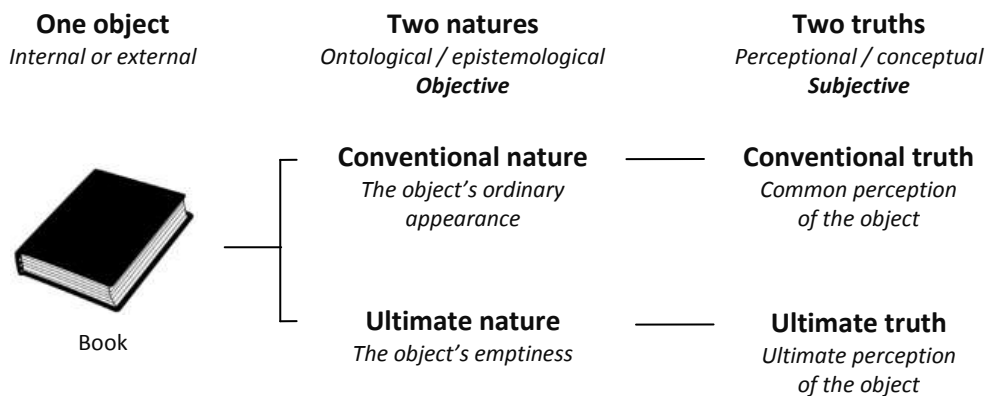 One object
Internal or external
Two natures
Ontological / epistemological
Objective
Two truths
Perceptional / conceptual
Subjective
Book
Conventional nature
The object's ordinary
appearance
Conventional truth
Common perception
of the object
Ultimate nature
The object's emptiness
Ultimate truth
Ultimate perception
of the object